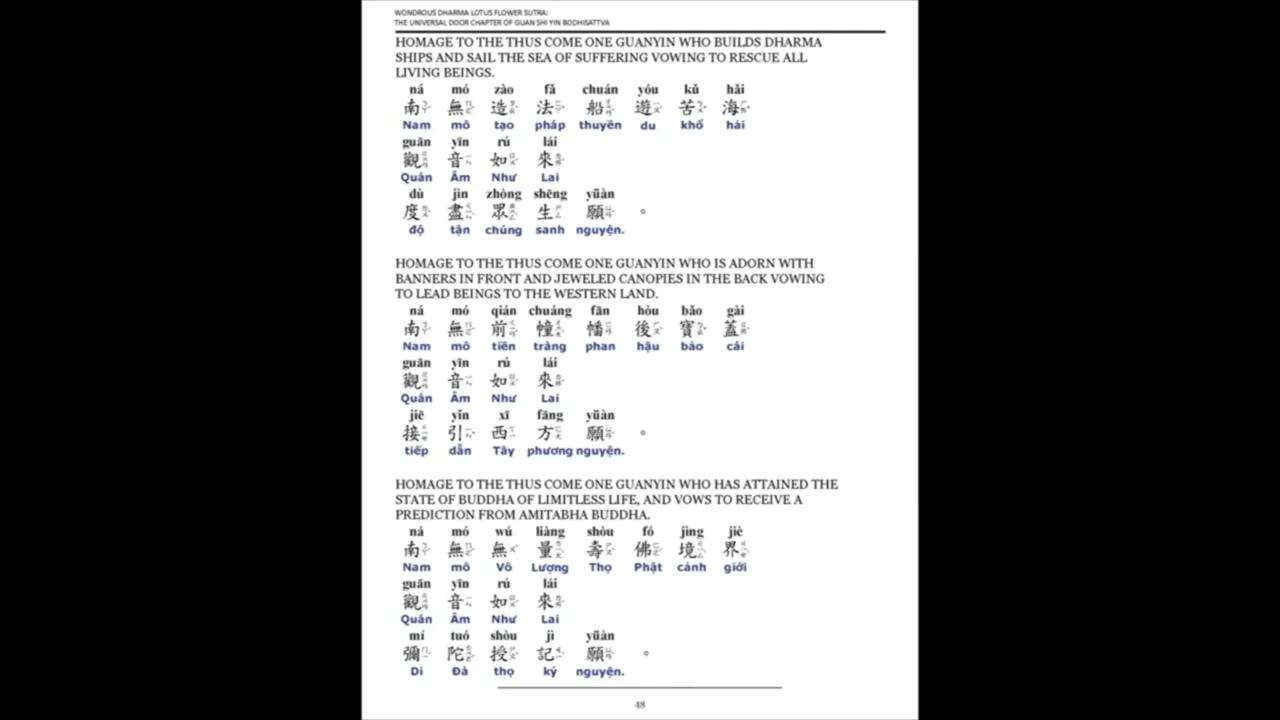 WONDROUS DHARMA LOTUS FLOWER SUTRA:
THE UNIVERSAL DOOR CHAPTER OF GUAN SHI YIN BODHISATTVA
HOMAGE TO THE THUS COME ONE GUANYIN WHO BUILDS DHARMA
SHIPS AND SAIL THE SEA OF SUFFERING VOWING TO RESCUE ALL
LIVING BEINGS.
ná mó zào fǎ chuán yóu kǔ hǎi
南 無 造 法 船 遊 苦 海
Nam mô tạo pháp thuyền du khổ hải
guān yīn rú lái
觀 音 如 來
Quán Âm Như Lai
dù jìn zhòng shēng yüàn
度 盡 眾 生 願 。
độ tận chúng sanh nguyện.
HOMAGE TO THE THUS COME ONE GUANYIN WHO IS ADORN WITH
BANNERS IN FRONT AND JEWELED CANOPIES IN THE BACK VOWING
TO LEAD BEINGS TO THE WESTERN LAND.
ná mó qián chuáng fān hòu bǎo gài
南 無 前 幢 幡 後 寶 蓋
Nam mô tiền tràng phan hậu bảo cái
guān yīn rú lái
觀 音 如 來
Quán Âm Như Lai
jiē yǐn xī fāng yüàn
接 引 西 方 願 。
tiếp dẫn Tây phương nguyện.
HOMAGE TO THE THUS COME ONE GUANYIN WHO HAS ATTAINED THE
STATE OF BUDDHA OF LIMITLESS LIFE, AND VOWS TO RECEIVE A
PREDICTION FROM AMITABHA BUDDHA.
ná mó wú liàng shòu fó jìng jiè
南 無 無 量 壽 佛 境 界
Nam mô Vô Lượng Thọ Phật cảnh giới
guān yīn rú lái
觀 音 如 來
Quán Âm Như Lai
mí tuó shòu jì yüàn
彌 陀 授 記 願 。
Di Đà thọ ký nguyện.
48